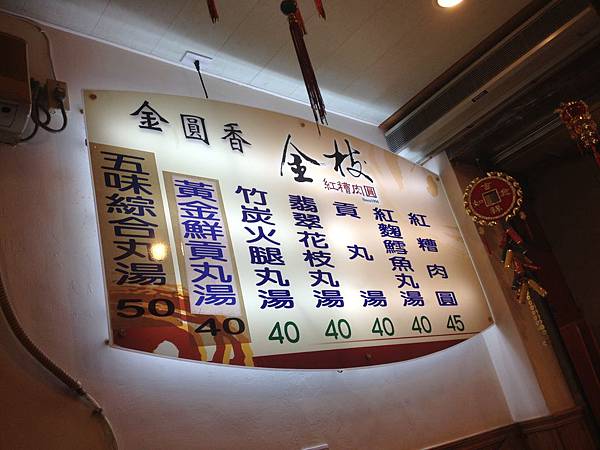 金圓香
金枝
紅糟肉圓
紅糟肉圓 45
紅麴鱈魚丸湯 40
貢丸湯 40
翡翠花枝丸湯 40
竹炭火腿丸湯 40
黃金鮮貢丸湯 40
五味綜合丸湯 50